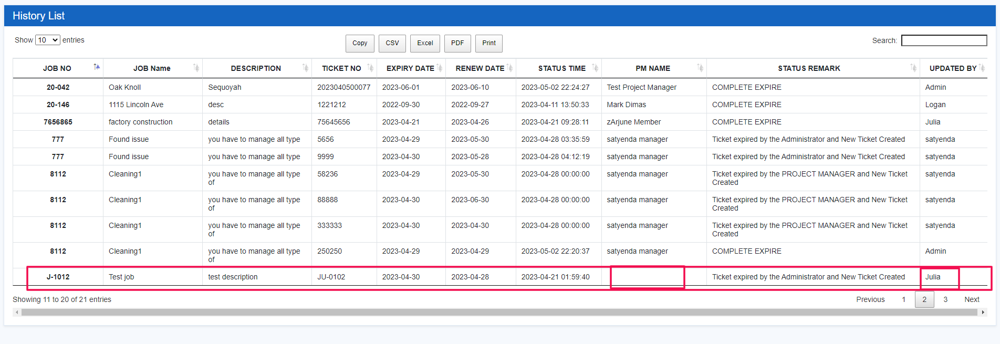 History List
Show 10 entries
Copy CSV Excel PDF Print
Search:
JOB NO JOB Name DESCRIPTION TICKET NO EXPIRY DATE RENEW DATE STATUS TIME PM NAME STATUS REMARK UPDATED BY
20-042 Oak Knoll Sequoyah 2023040500077 2023-06-01 2023-06-10 2023-05-02 22:24:27 Test Project Manager COMPLETE EXPIRE Admin
20-146 1115 Lincoln Ave desc 1221212 2022-09-30 2022-09-27 2023-04-11 13:50:33 Mark Dimas COMPLETE EXPIRE Logan
7656865 factory construction details 75645656 2023-04-21 2023-04-26 2023-04-21 09:28:11 zArjune Member COMPLETE EXPIRE Julia
777 Found issue you have to manage all type 5656 2023-04-29 2023-05-30 2023-04-28 03:35:59 satyenda manager Ticket expired by the Administrator and New Ticket Created satyenda
777 Found issue you have to manage all type 9999 2023-04-30 2023-05-28 2023-04-28 04:12:19 satyenda manager Ticket expired by the Administrator and New Ticket Created satyenda
8112 Cleaning1 you have to manage all type 58236 2023-04-29 2023-05-30 2023-04-28 00:00:00 satyenda manager Ticket expired by the PROJECT MANAGER and New Ticket satyenda
of Created
8112 Cleaning1 you have to manage all type 88888 2023-04-30 2023-06-30 2023-04-28 00:00:00 satyenda manager Ticket expired by the PROJECT MANAGER and New Ticket satyenda
of Created
8112 Cleaning1 you have to manage all type 333333 2023-04-30 2023-04-30 2023-04-28 00:00:00 satyenda manager Ticket expired by the PROJECT MANAGER and New Ticket satyenda
of Created
8112 Cleaning1 you have to manage all type 250250 2023-04-29 2023-04-29 2023-05-02 22:20:37 satyenda manager COMPLETE EXPIRE Admin
of
J-1012 Test job test description JU-0102 2023-04-30 2023-04-28 2023-04-21 01:59:40 Ticket expired by the Administrator and New Ticket Created Julia
Showing 11 to 20 of 21 entries
Previous 1 2 3 Next